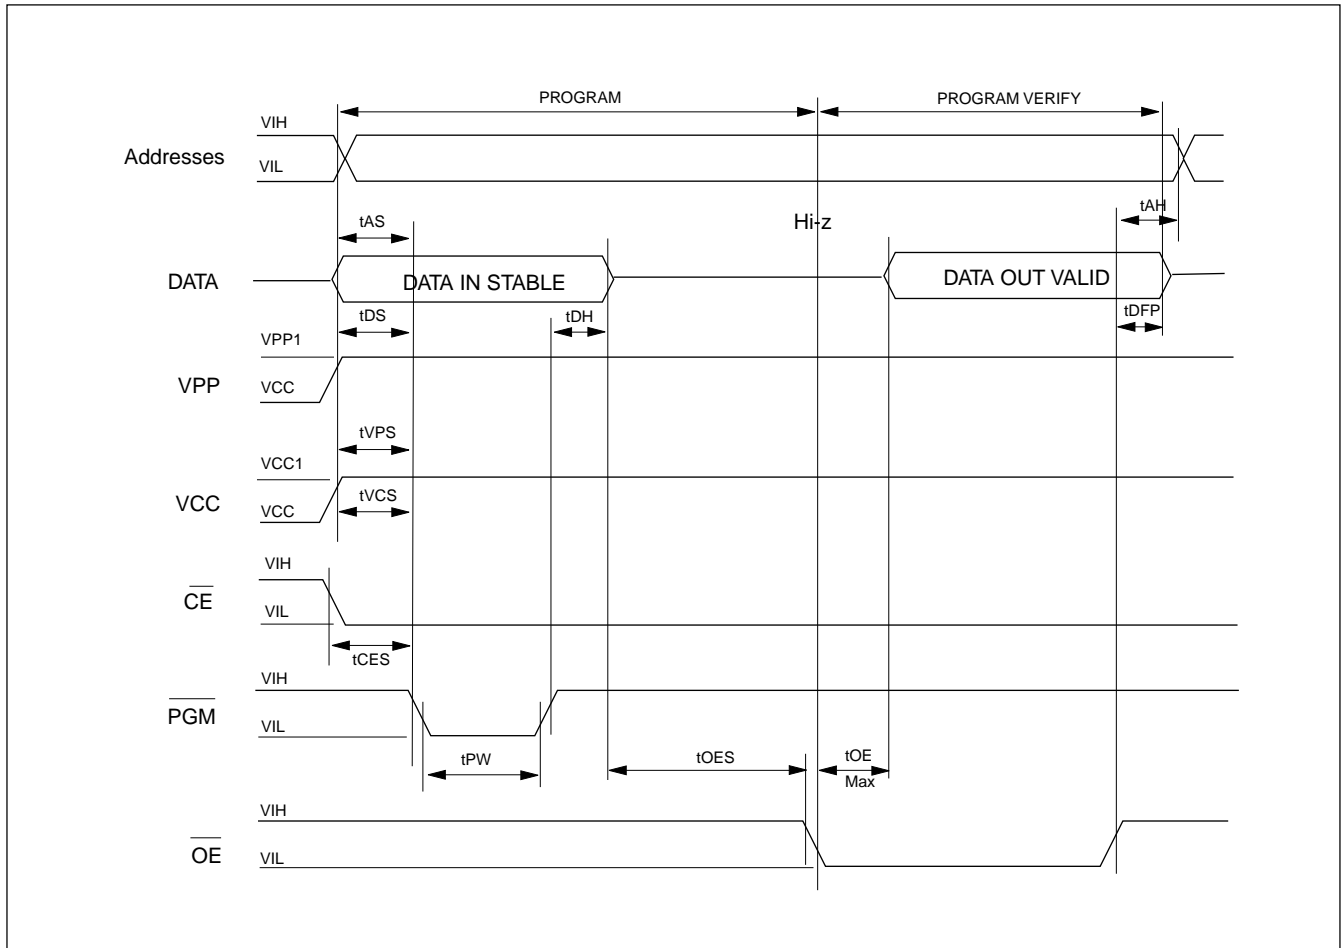 PROGRAM PROGRAM VERIFY
VIH
Addresses
VIL
tAS
Hi-z
tAH
DATA
DATA IN STABLE
DATA OUT VALID
tDS
tDH
tDFP
VPP1
VPP
VCC
tVPS
VCC1
VCC
VCC
tVCS
VIH
CE
VIL
tCES
VIH
PGM
VIL
tPW
tOES
tOE
Max
VIH
OE
VIL